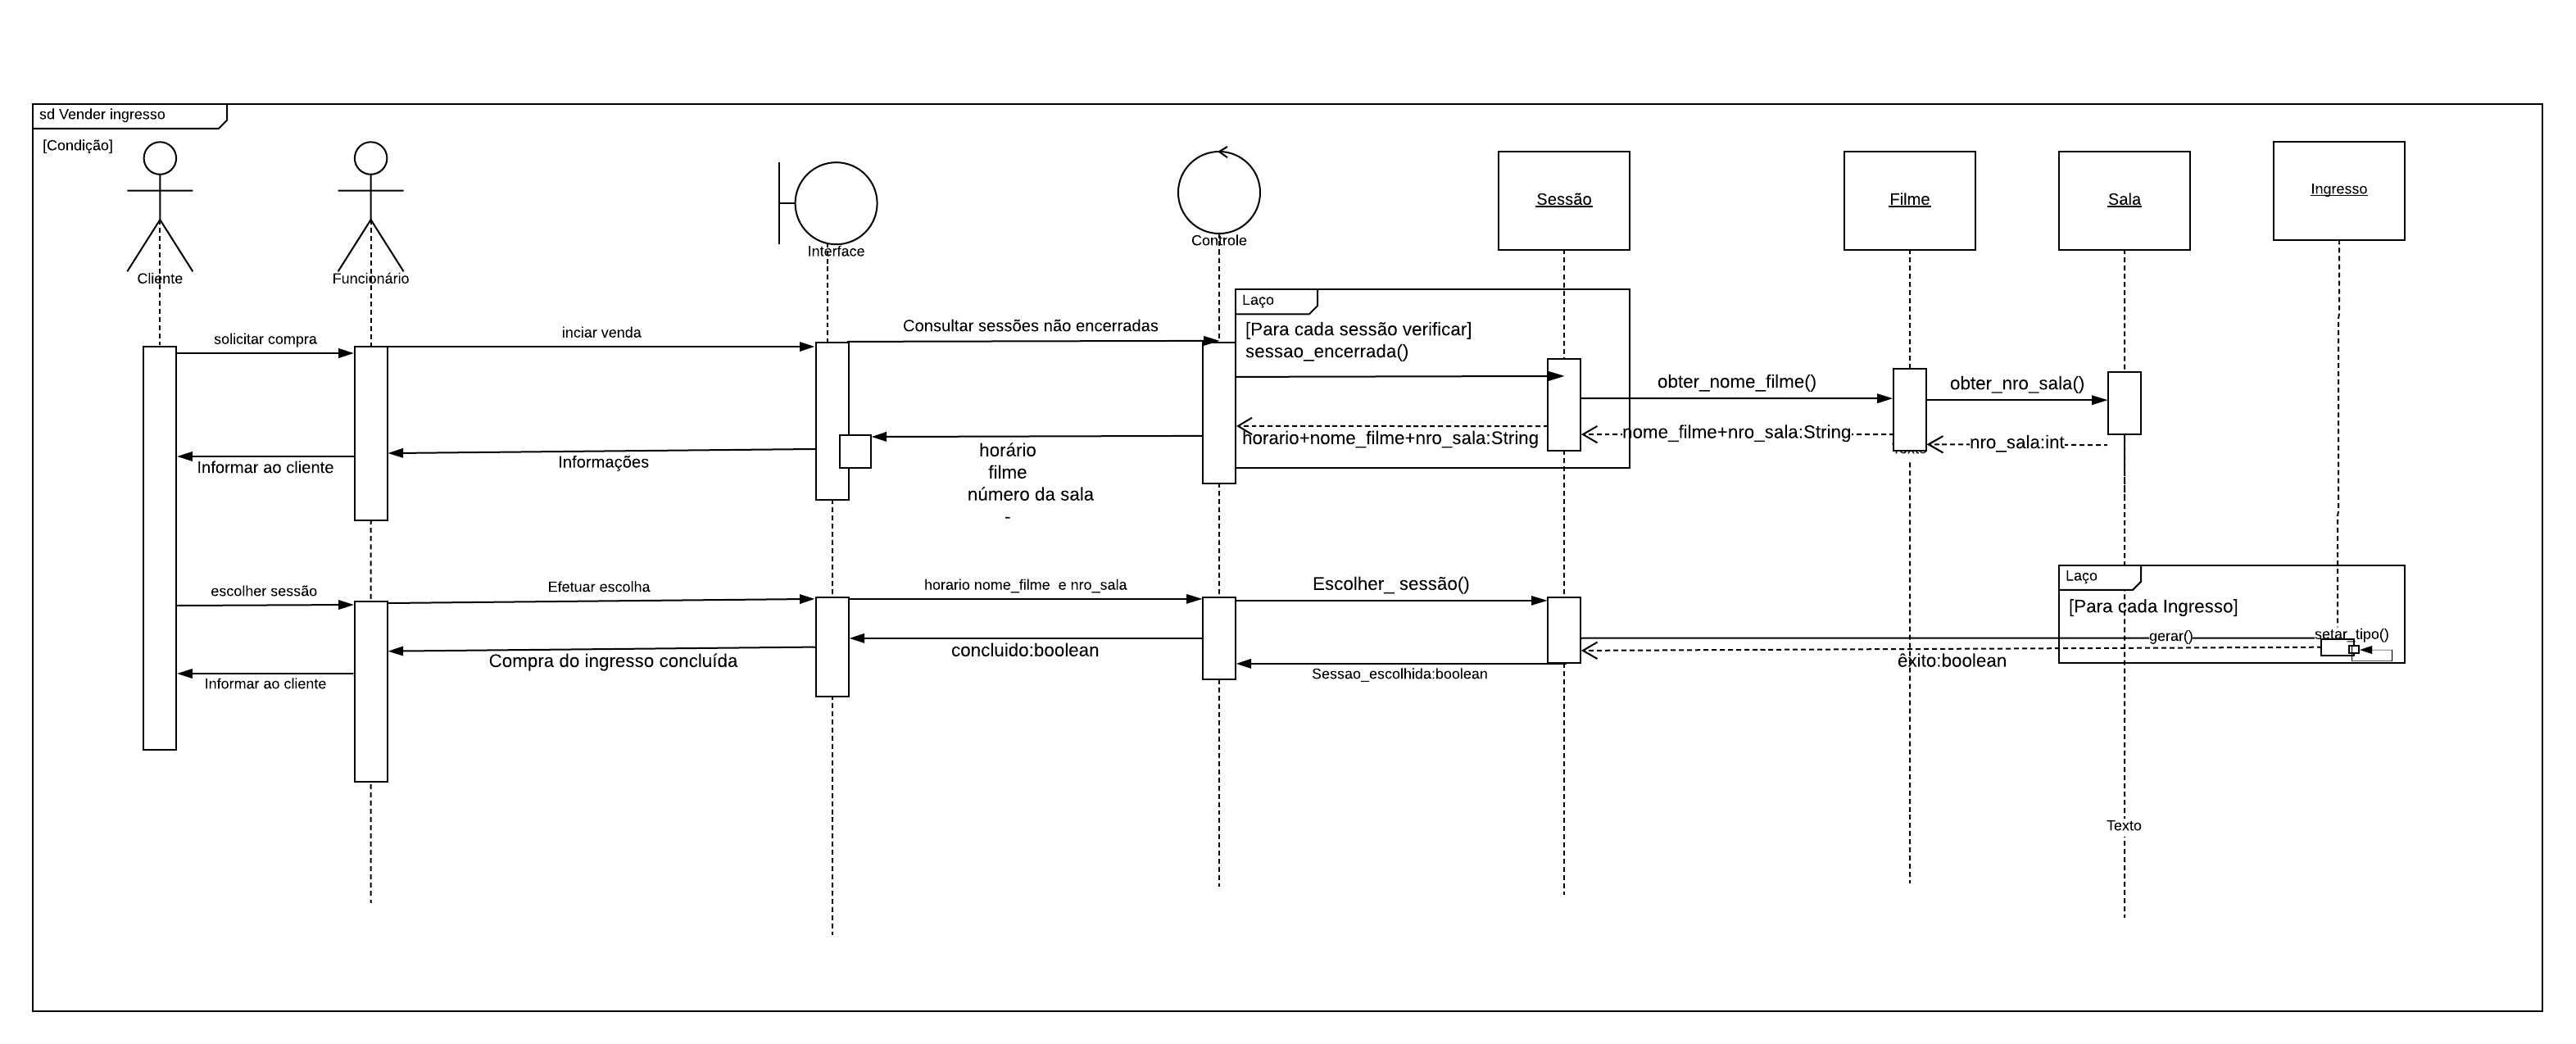 sd Vender ingresso
[Condição]
Cliente
Funcionário
Interface
Controle
Sessão
Filme
Sala
Ingresso
Laço
[Para cada sessão verificar]
sessao_encerrada()
solicitar compra
inciar venda
Consultar sessões não encerradas
obter_nome_filme()
obter_nro_sala()
horario+nome_filme+nro_sala:String
nome_filme+nro_sala:String
nro_sala:int
horário
filme
número da sala
-
Informações
Informar ao cliente
Laço
[Para cada Ingresso]
escolher sessão
Efetuar escolha
horario nome_filme e nro_sala
Escolher_ sessão()
gerar()
setar_tipo()
êxito:boolean
Sessao_escolhida:boolean
concluido:boolean
Compra do ingresso concluída
Informar ao cliente
Texto